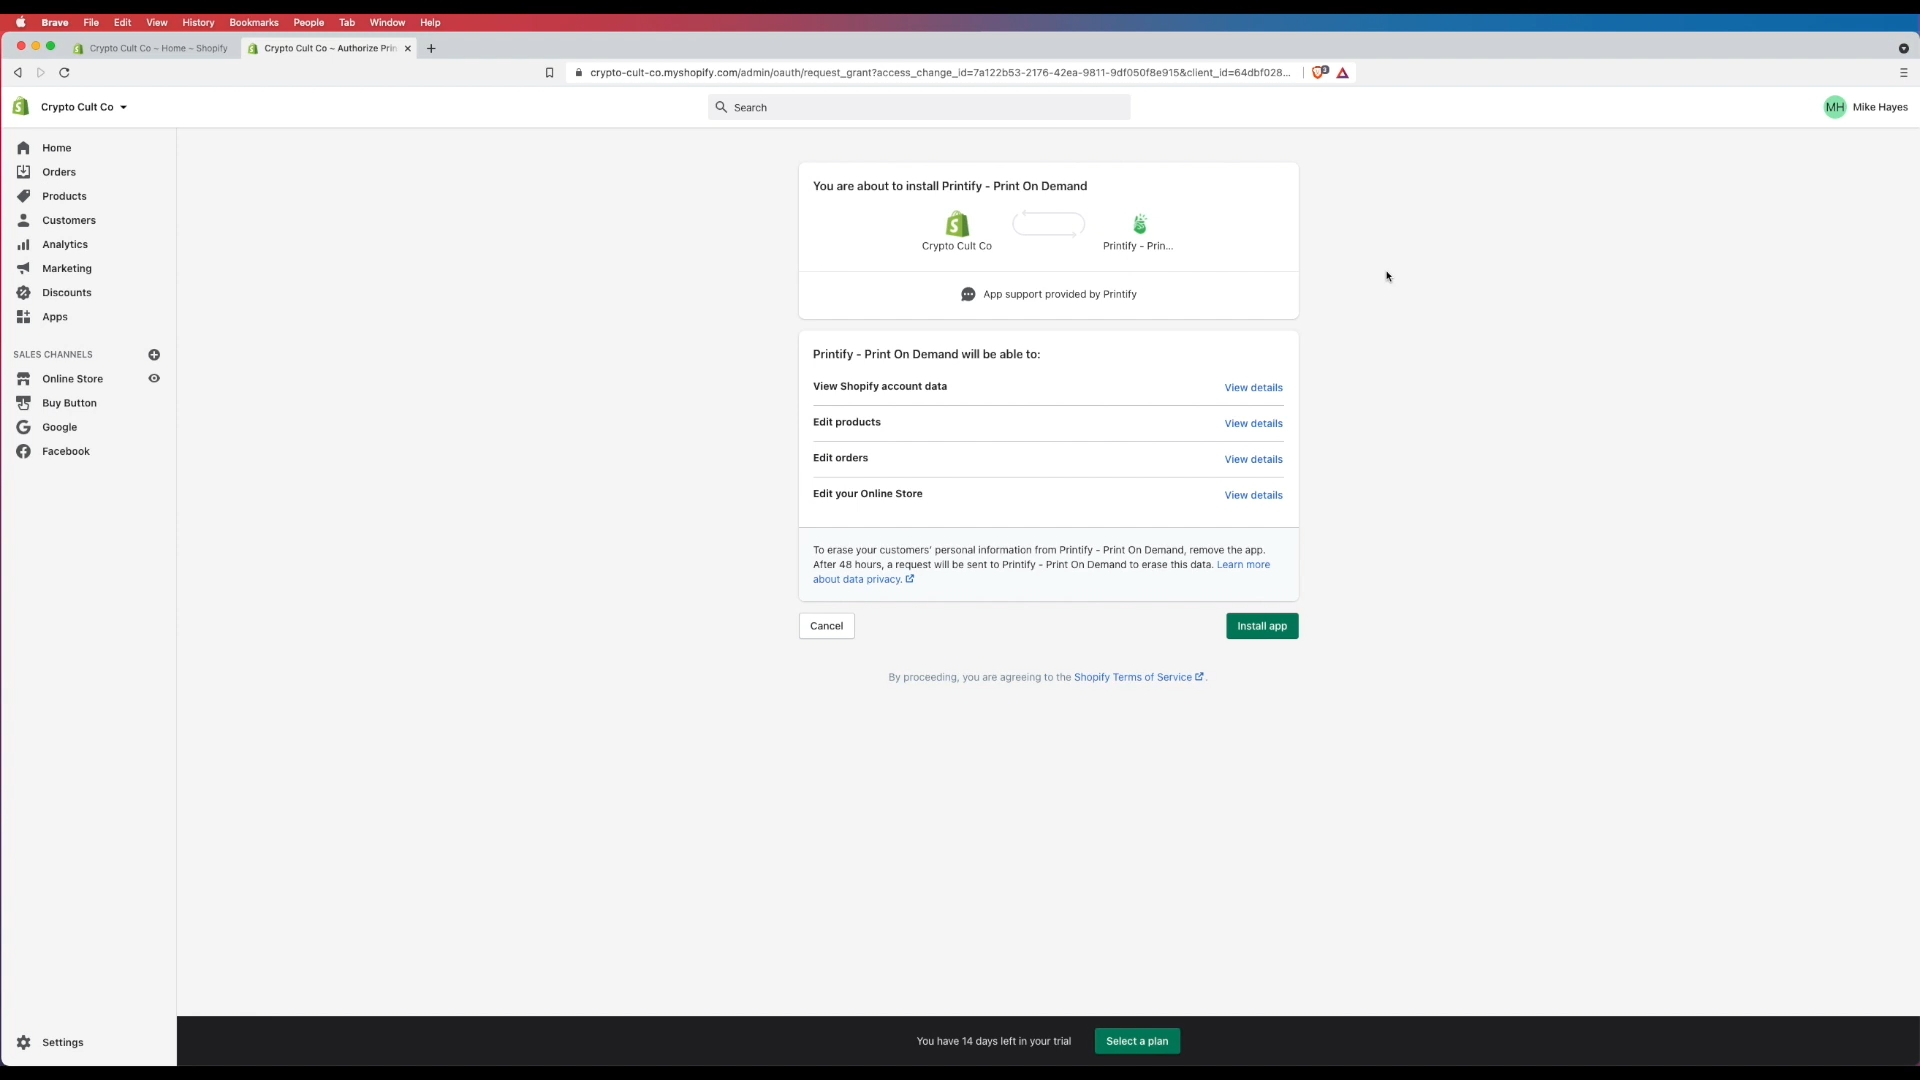 Brave File Edit View History Bookmarks People Tab Window Help
Crypto Cult Co ~ Home ~ Shopify
Crypto Cult Co ~ Authorize Prin
crypto-cult-co.myshopify.com/admin/oauth/request_grant?access_change_id=7a122b53-2176-42ea-9811-9df050f8e915&client_id=64dbf028...
Crypto Cult Co
Search
MH Mike Hayes
Home
Orders
Products
Customers
Analytics
Marketing
Discounts
Apps
SALES CHANNELS
Online Store
Buy Button
Google
Facebook
Settings
You are about to install Printify - Print On Demand
Crypto Cult Co
Printify - Prin...
App support provided by Printify
Printify - Print On Demand will be able to:
View Shopify account data View details
Edit products View details
Edit orders View details
Edit your Online Store View details
To erase your customers' personal information from Printify - Print On Demand, remove the app.
After 48 hours, a request will be sent to Printify - Print On Demand to erase this data. Learn more
about data privacy.
Cancel
Install app
By proceeding, you are agreeing to the Shopify Terms of Service.
You have 14 days left in your trial
Select a plan